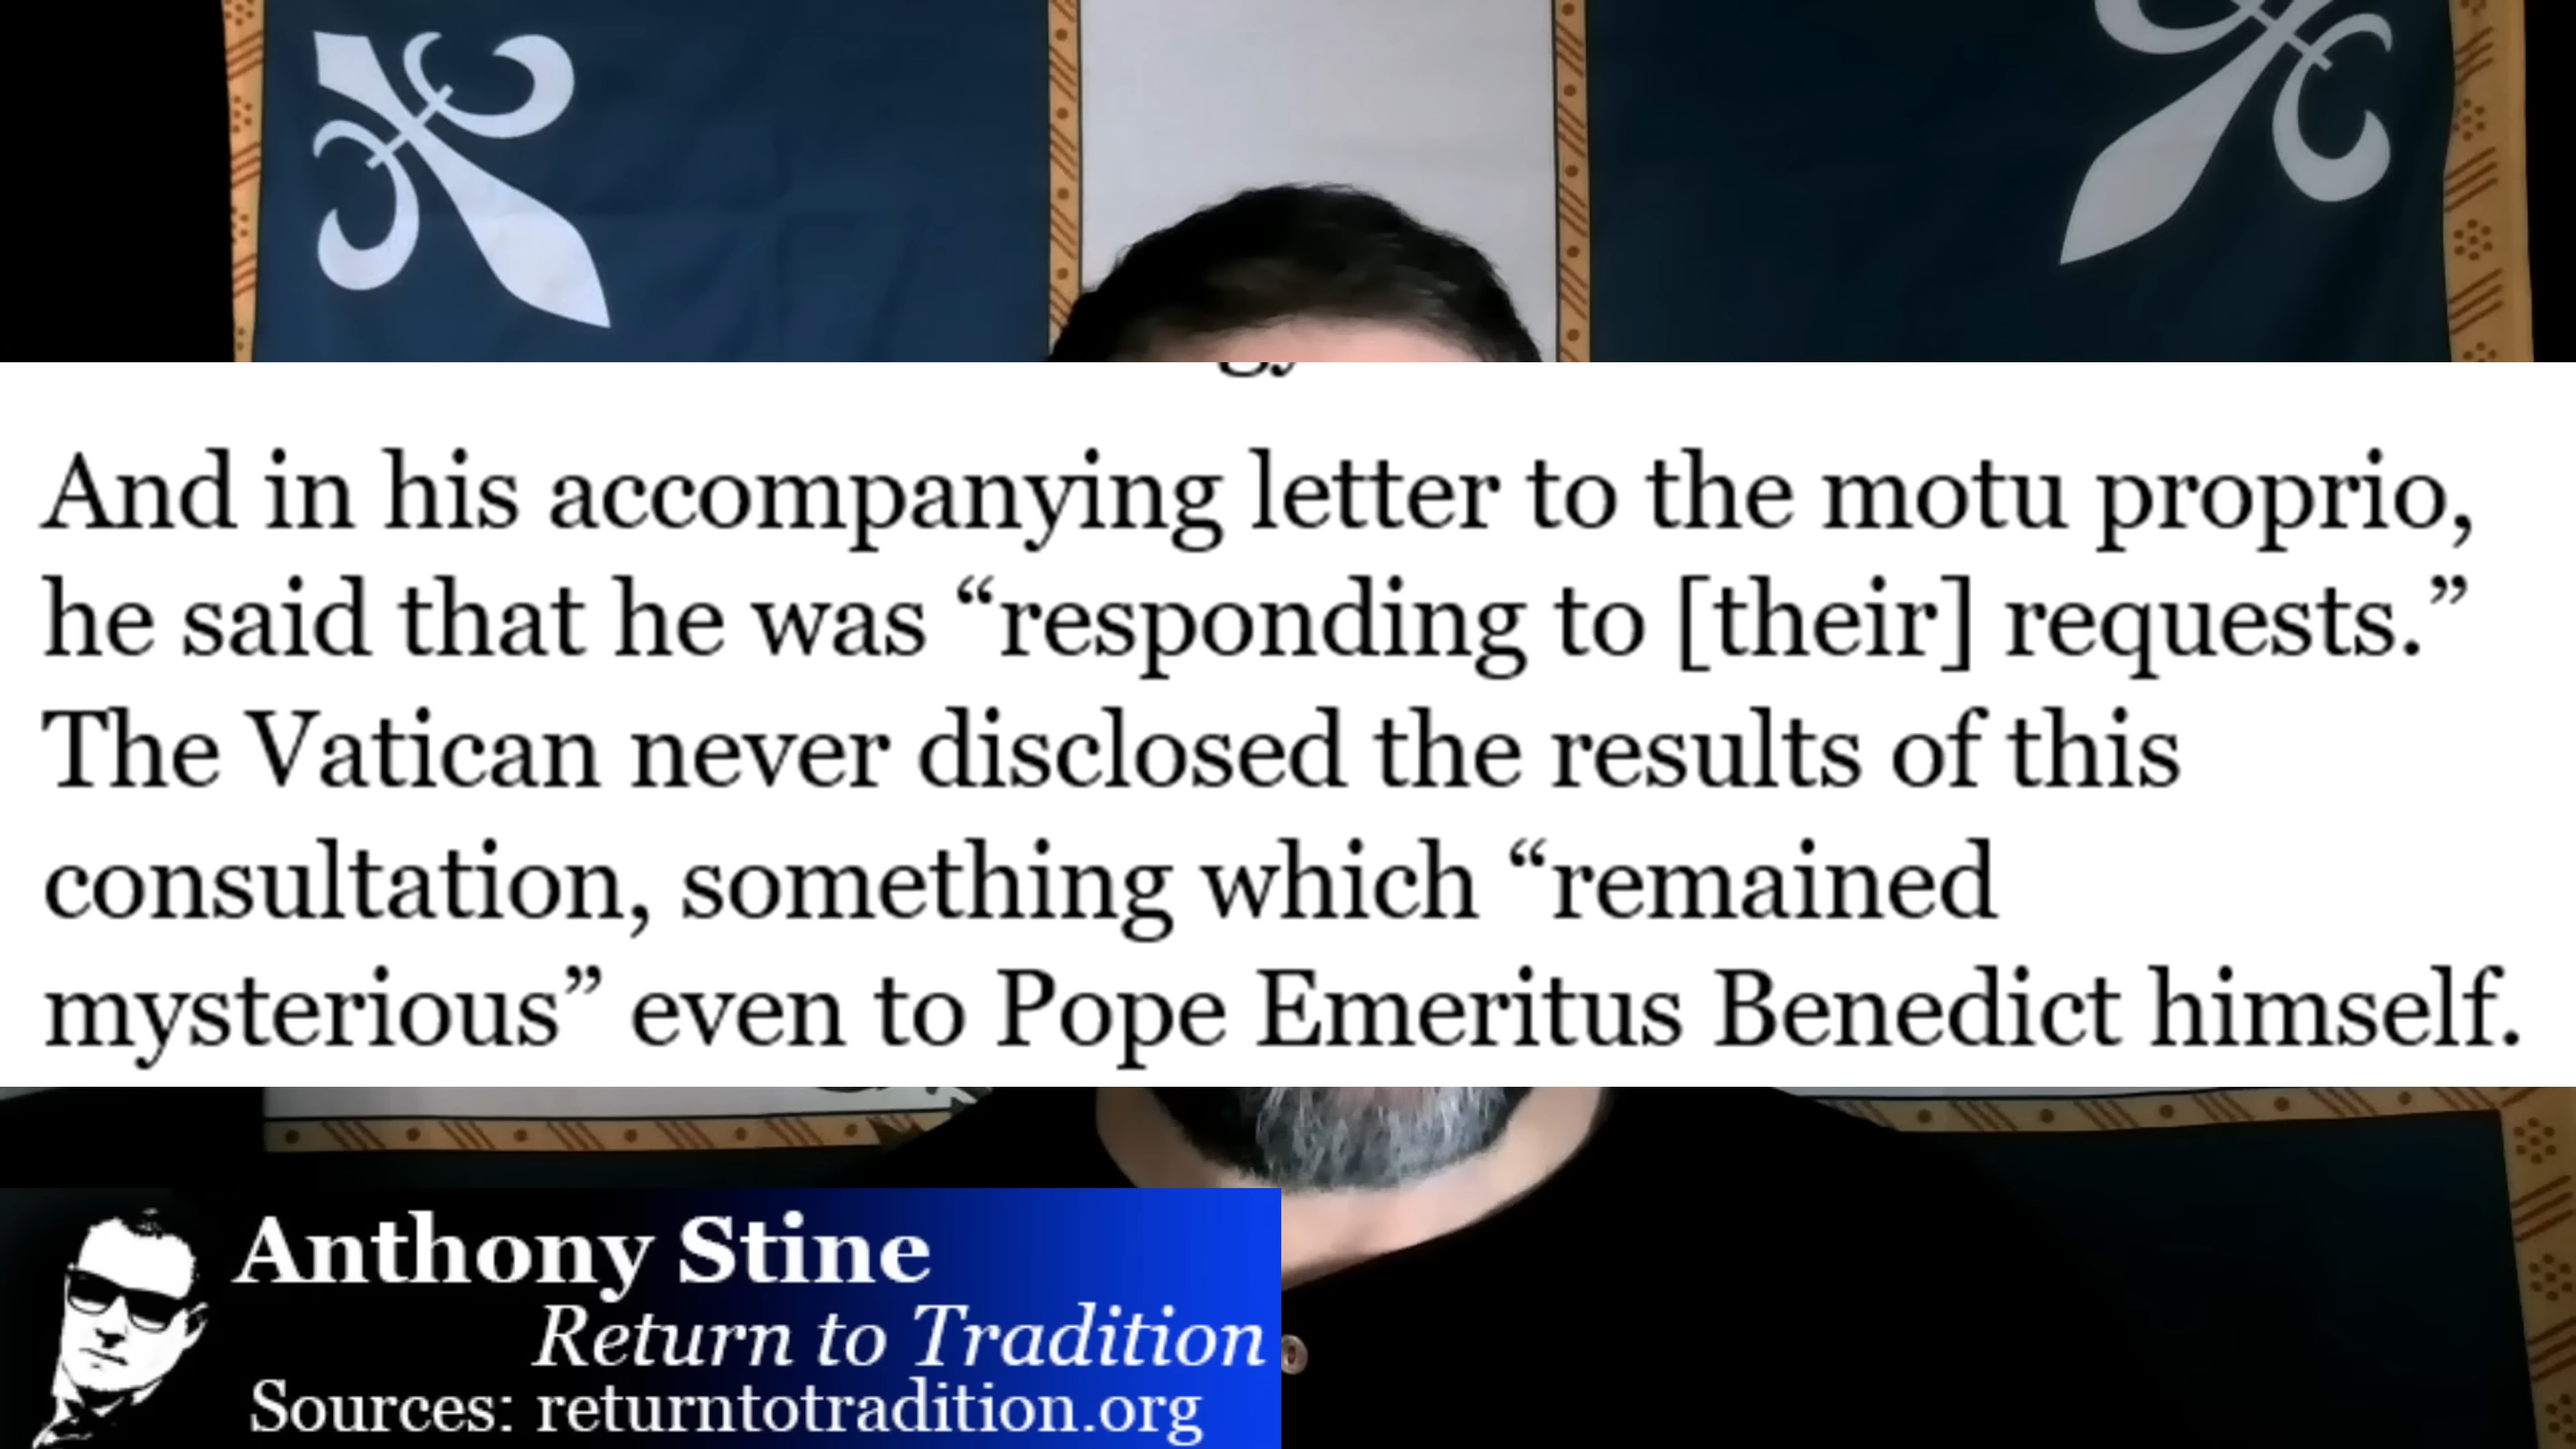 And in his accompanying letter to the motu proprio,
he said that he was “responding to [their] requests.”
The Vatican never disclosed the results of this
consultation, something which “remained
mysterious” even to Pope Emeritus Benedict himself.
Anthony Stine
Return to Tradition
Sources: returntotradition.org